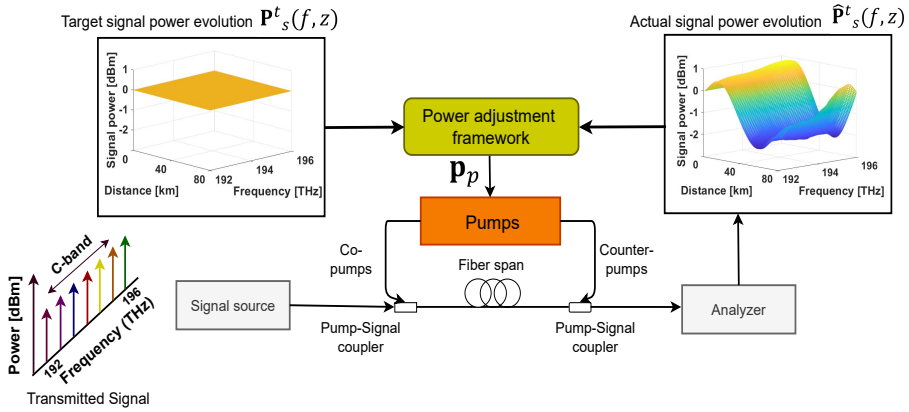 Target signal power evolution P^t_s(f, z)
Actual signal power evolution P̂^t_s(f, z)
Signal power [dBm]
1
0
-1
-2
0
40
80
Distance [km]
192
194
196
Frequency [THz]
Power adjustment
framework
Signal power [dBm]
1
0
-1
-2
0
40
80
Distance [km]
192
194
196
Frequency [THz]
p_p
Pumps
Co-
pumps
Fiber span
Counter-
pumps
C-band
Power [dBm]
192
196
Frequency (THz)
Transmitted Signal
Signal source
Pump-Signal
coupler
Pump-Signal
coupler
Analyzer